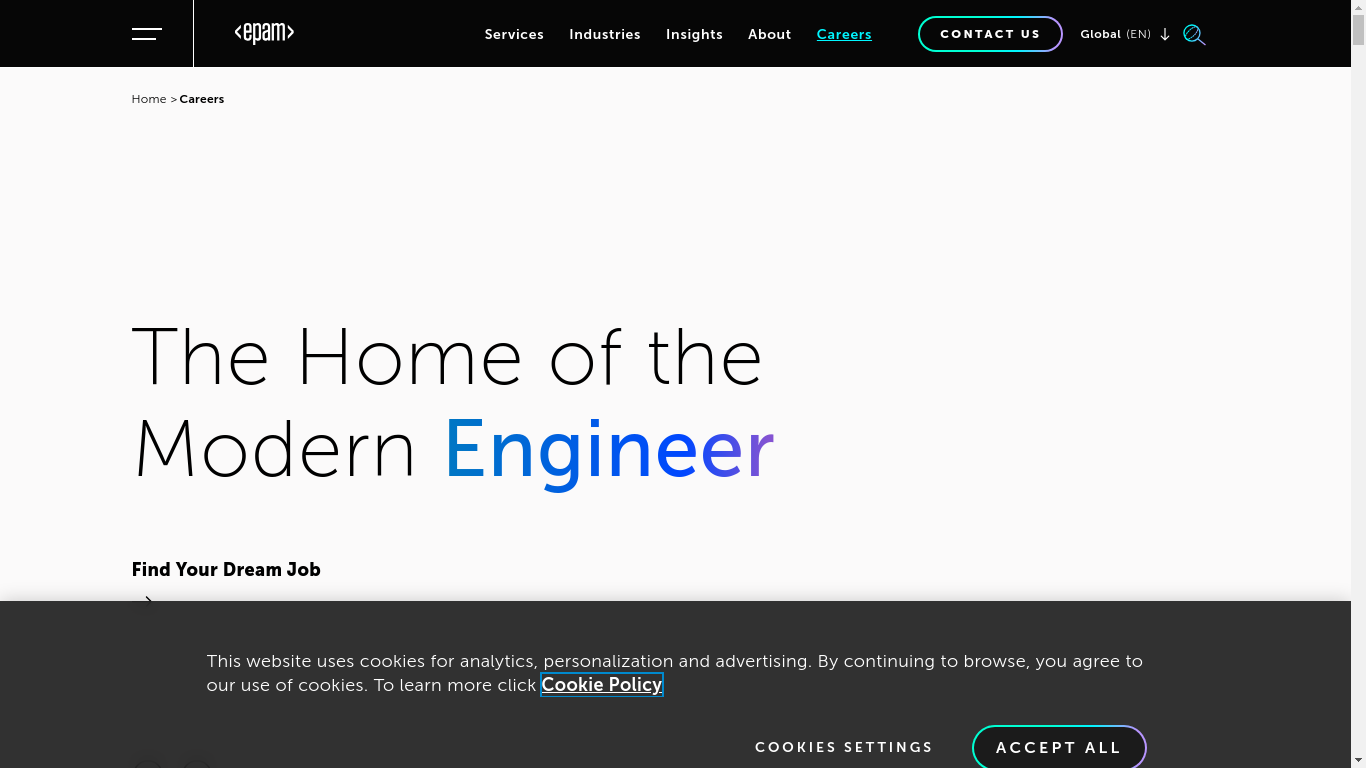 <epam>
Services Industries Insights About Careers
CONTACT US
Global (EN)
Home > Careers
The Home of the
Modern Engineer
Find Your Dream Job
This website uses cookies for analytics, personalization and advertising. By continuing to browse, you agree to
our use of cookies. To learn more click Cookie Policy
COOKIES SETTINGS
ACCEPT ALL